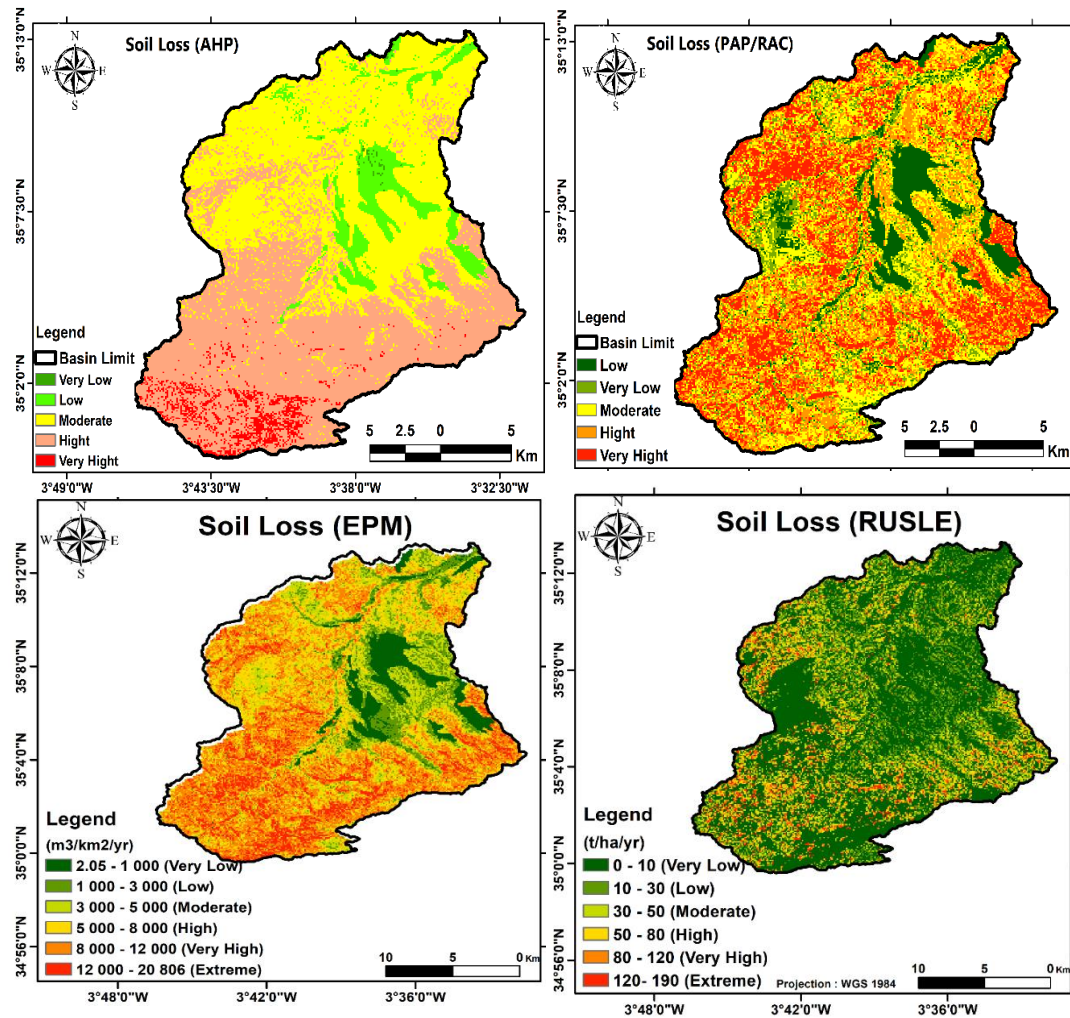 Soil Loss (AHP)
N
W E
S
35°13'0"N
35°7'30"N
35°2'0"N
Legend
Basin Limit
Very Low
Low
Moderate
Hight
Very Hight
5 2.5 0 5
Km
3°49'0"W 3°43'30"W 3°38'0"W 3°32'30"W
Soil Loss (PAP/RAC)
N
W E
S
35°13'0"N
35°7'30"N
35°2'0"N
Legend
Basin Limit
Low
Very Low
Moderate
Hight
Very Hight
5 2.5 0 5
Km
Soil Loss (EPM)
N
W E
S
35°12'0"N
35°8'0"N
35°4'0"N
35°0'0"N
34°56'0"N
Legend
(m3/km2/yr)
2.05 - 1 000 (Very Low)
1 000 - 3 000 (Low)
3 000 - 5 000 (Moderate)
5 000 - 8 000 (High)
8 000 - 12 000 (Very High)
12 000 - 20 806 (Extreme)
10 5 0 Km
3°48'0"W 3°42'0"W 3°36'0"W
Soil Loss (RUSLE)
N
W E
S
35°12'0"N
35°8'0"N
35°4'0"N
35°0'0"N
34°56'0"N
Legend
(t/ha/yr)
0 - 10 (Very Low)
10 - 30 (Low)
30 - 50 (Moderate)
50 - 80 (High)
80 - 120 (Very High)
120- 190 (Extreme)
Projection : WGS 1984
10 5 0 Km
3°48'0"W 3°42'0"W 3°36'0"W